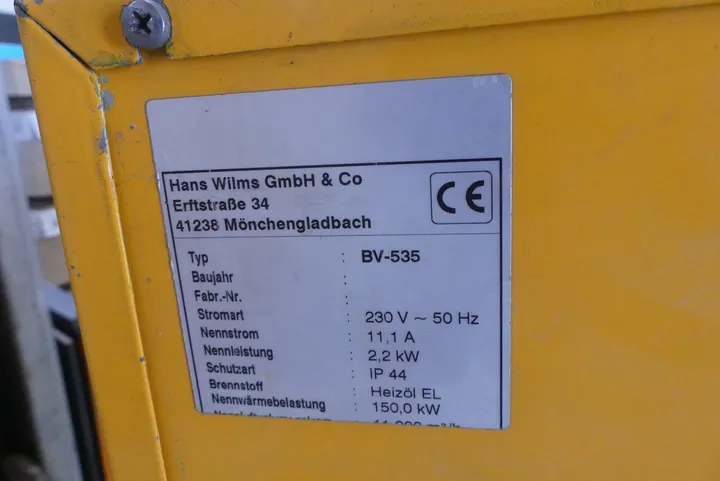 Hans Wilms GmbH & Co
Erftstraße 34
41238 Mönchengladbach
CE
Typ : BV-535
Baujahr :
Fabr.-Nr. :
Stromart : 230 V ~ 50 Hz
Nennstrom : 11,1 A
Nennleistung : 2,2 kW
Schutzart : IP 44
Brennstoff : Heizöl EL
Nennwärmebelastung : 150,0 kW